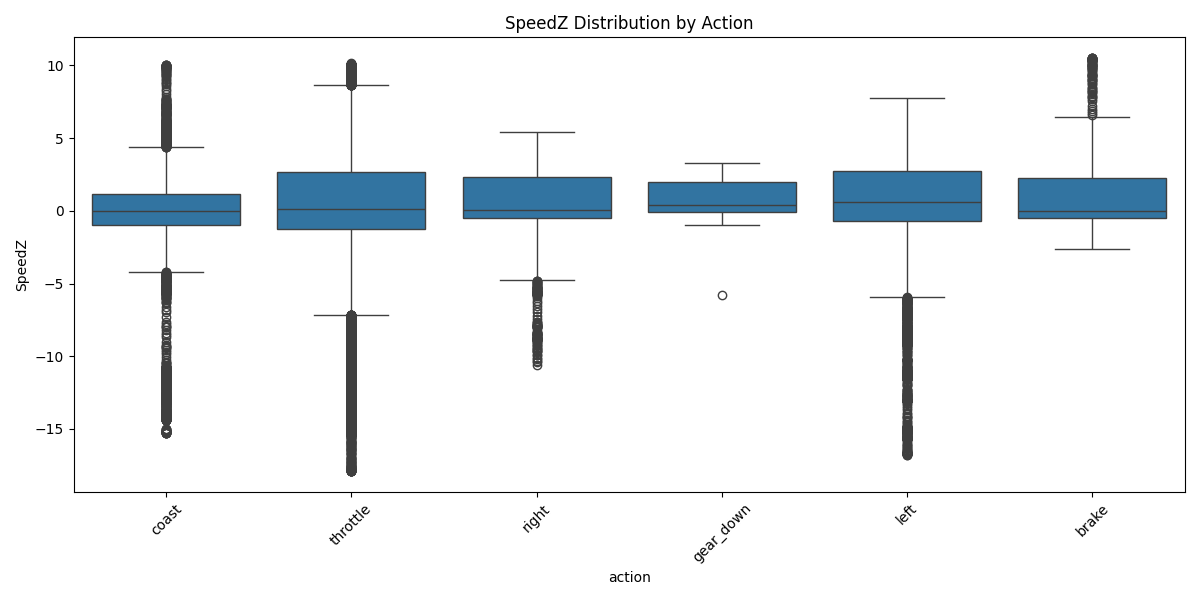 SpeedZ Distribution by Action
SpeedZ
10
5
0
−5
−10
−15
coast
throttle
right
gear_down
left
brake
action